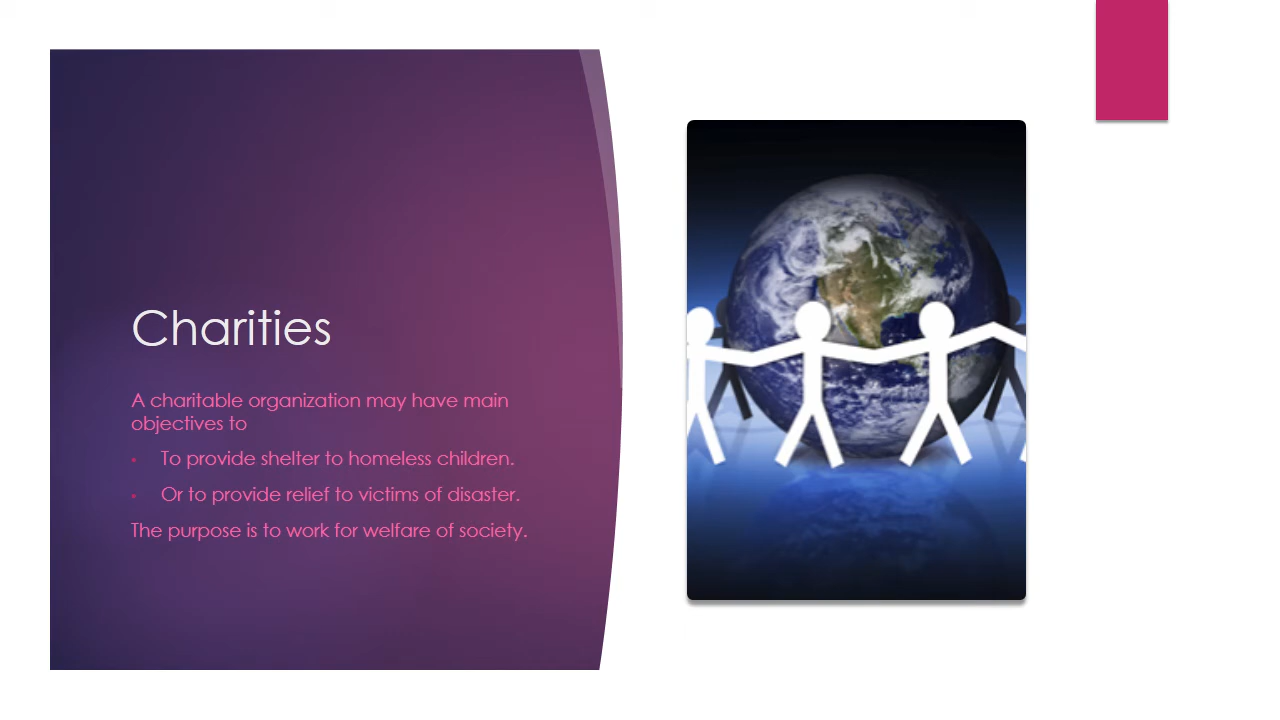 Charities
A charitable organization may have main
objectives to
• To provide shelter to homeless children.
• Or to provide relief to victims of disaster.
The purpose is to work for welfare of society.